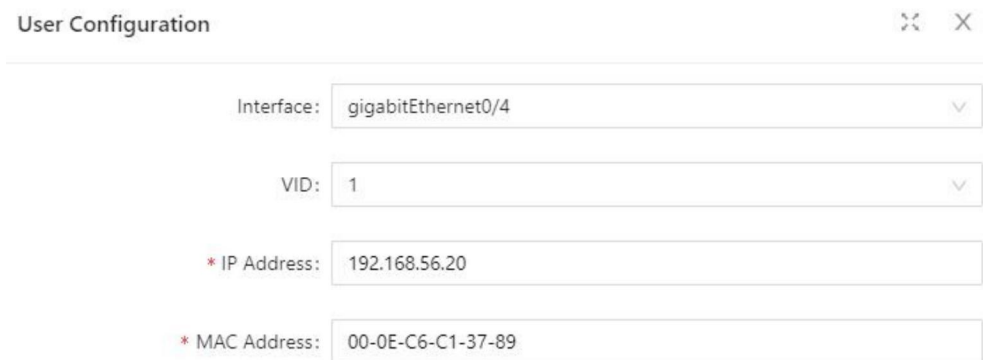 User Configuration
Interface: gigabitEthernet0/4
VID: 1
* IP Address: 192.168.56.20
* MAC Address: 00-0E-C6-C1-37-89